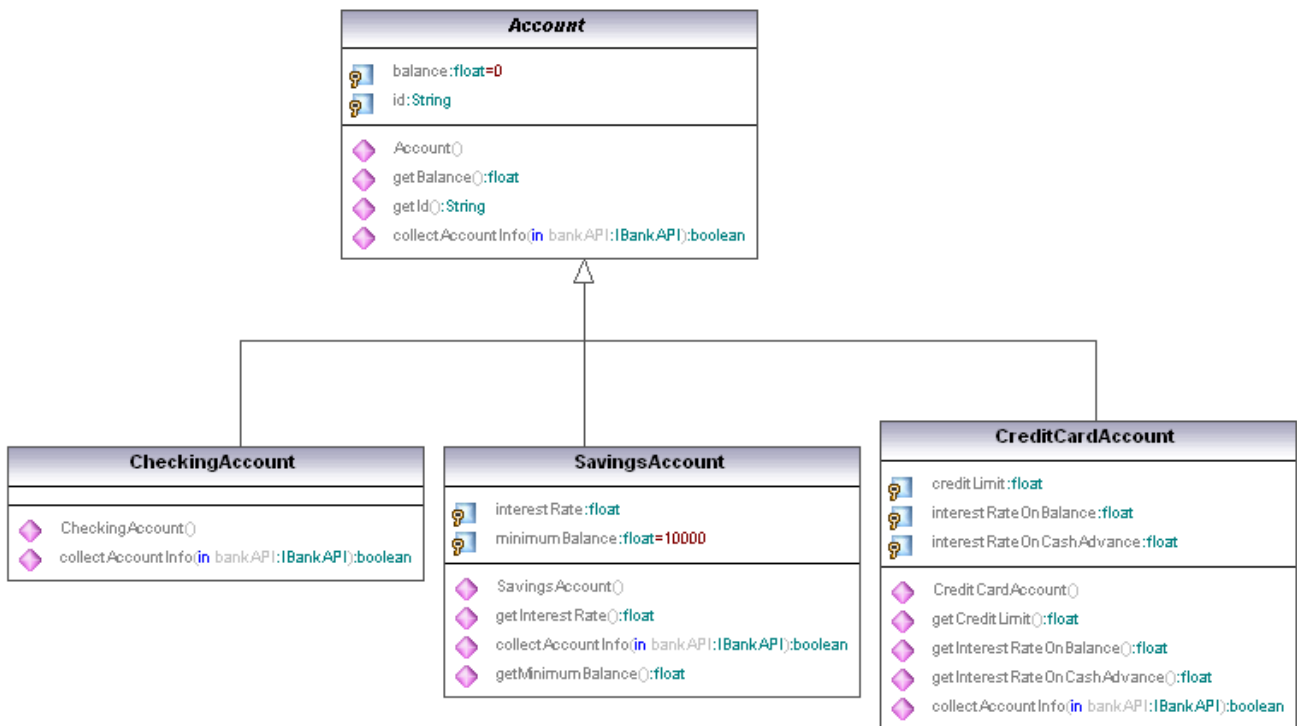 Account
balance:float=0
id:String
Account()
getBalance():float
getId():String
collectAccountInfo(in bankAPI:IBankAPI):boolean
CheckingAccount
CheckingAccount()
collectAccountInfo(in bankAPI:IBankAPI):boolean
SavingsAccount
interestRate:float
minimumBalance:float=10000
SavingsAccount()
getInterestRate():float
collectAccountInfo(in bankAPI:IBankAPI):boolean
getMinimumBalance():float
CreditCardAccount
creditLimit:float
interestRateOnBalance:float
interestRateOnCashAdvance:float
CreditCardAccount()
getCreditLimit():float
getInterestRateOnBalance():float
getInterestRateOnCashAdvance():float
collectAccountInfo(in bankAPI:IBankAPI):boolean